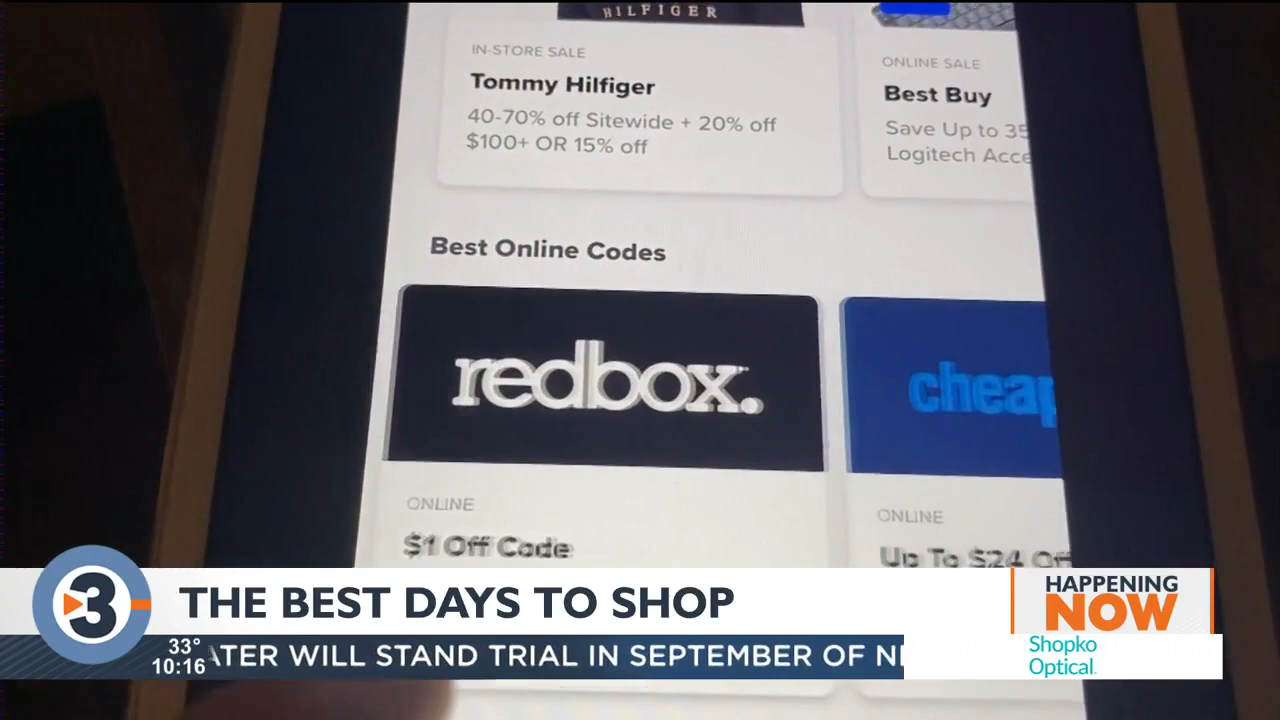 HILFIGER
IN-STORE SALE
Tommy Hilfiger
40-70% off Sitewide + 20% off
$100+ OR 15% off
ONLINE SALE
Best Buy
Save Up to 35
Logitech Acce
Best Online Codes
redbox.
cheap
ONLINE
$1 Off Code
ONLINE
Up To $24 Off
3
THE BEST DAYS TO SHOP
HAPPENING
NOW
33°
10:16
ATER WILL STAND TRIAL IN SEPTEMBER OF
Shopko
Optical.